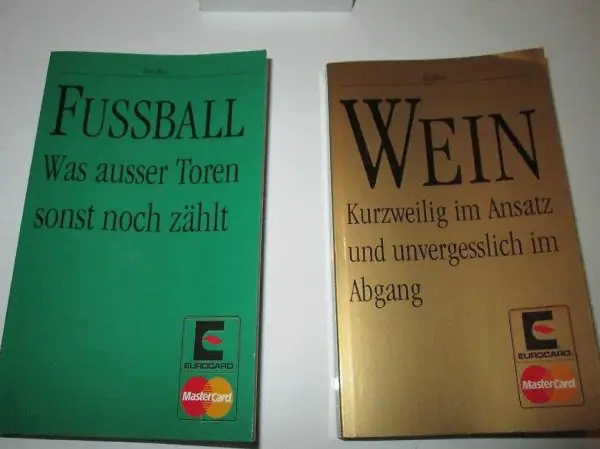 FUSSBALL
Was ausser Toren
sonst noch zählt
EUROCARD
MasterCard
WEIN
Kurzweilig im Ansatz
und unvergesslich im
Abgang
EUROCARD
MasterCard